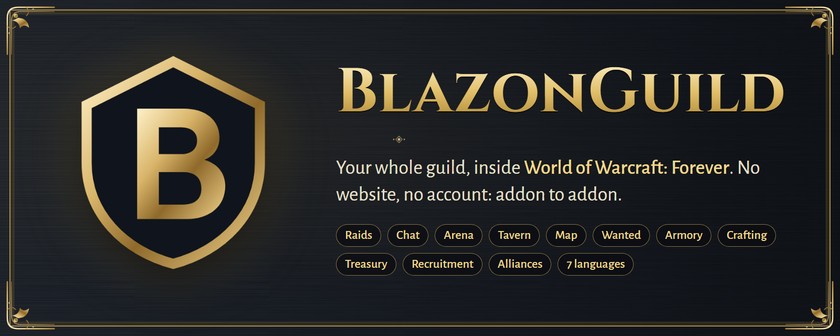 B
BlazonGuild
Your whole guild, inside World of Warcraft: Forever. No
website, no account: addon to addon.
Raids Chat Arena Tavern Map Wanted Armory Crafting
Treasury Recruitment Alliances 7 languages